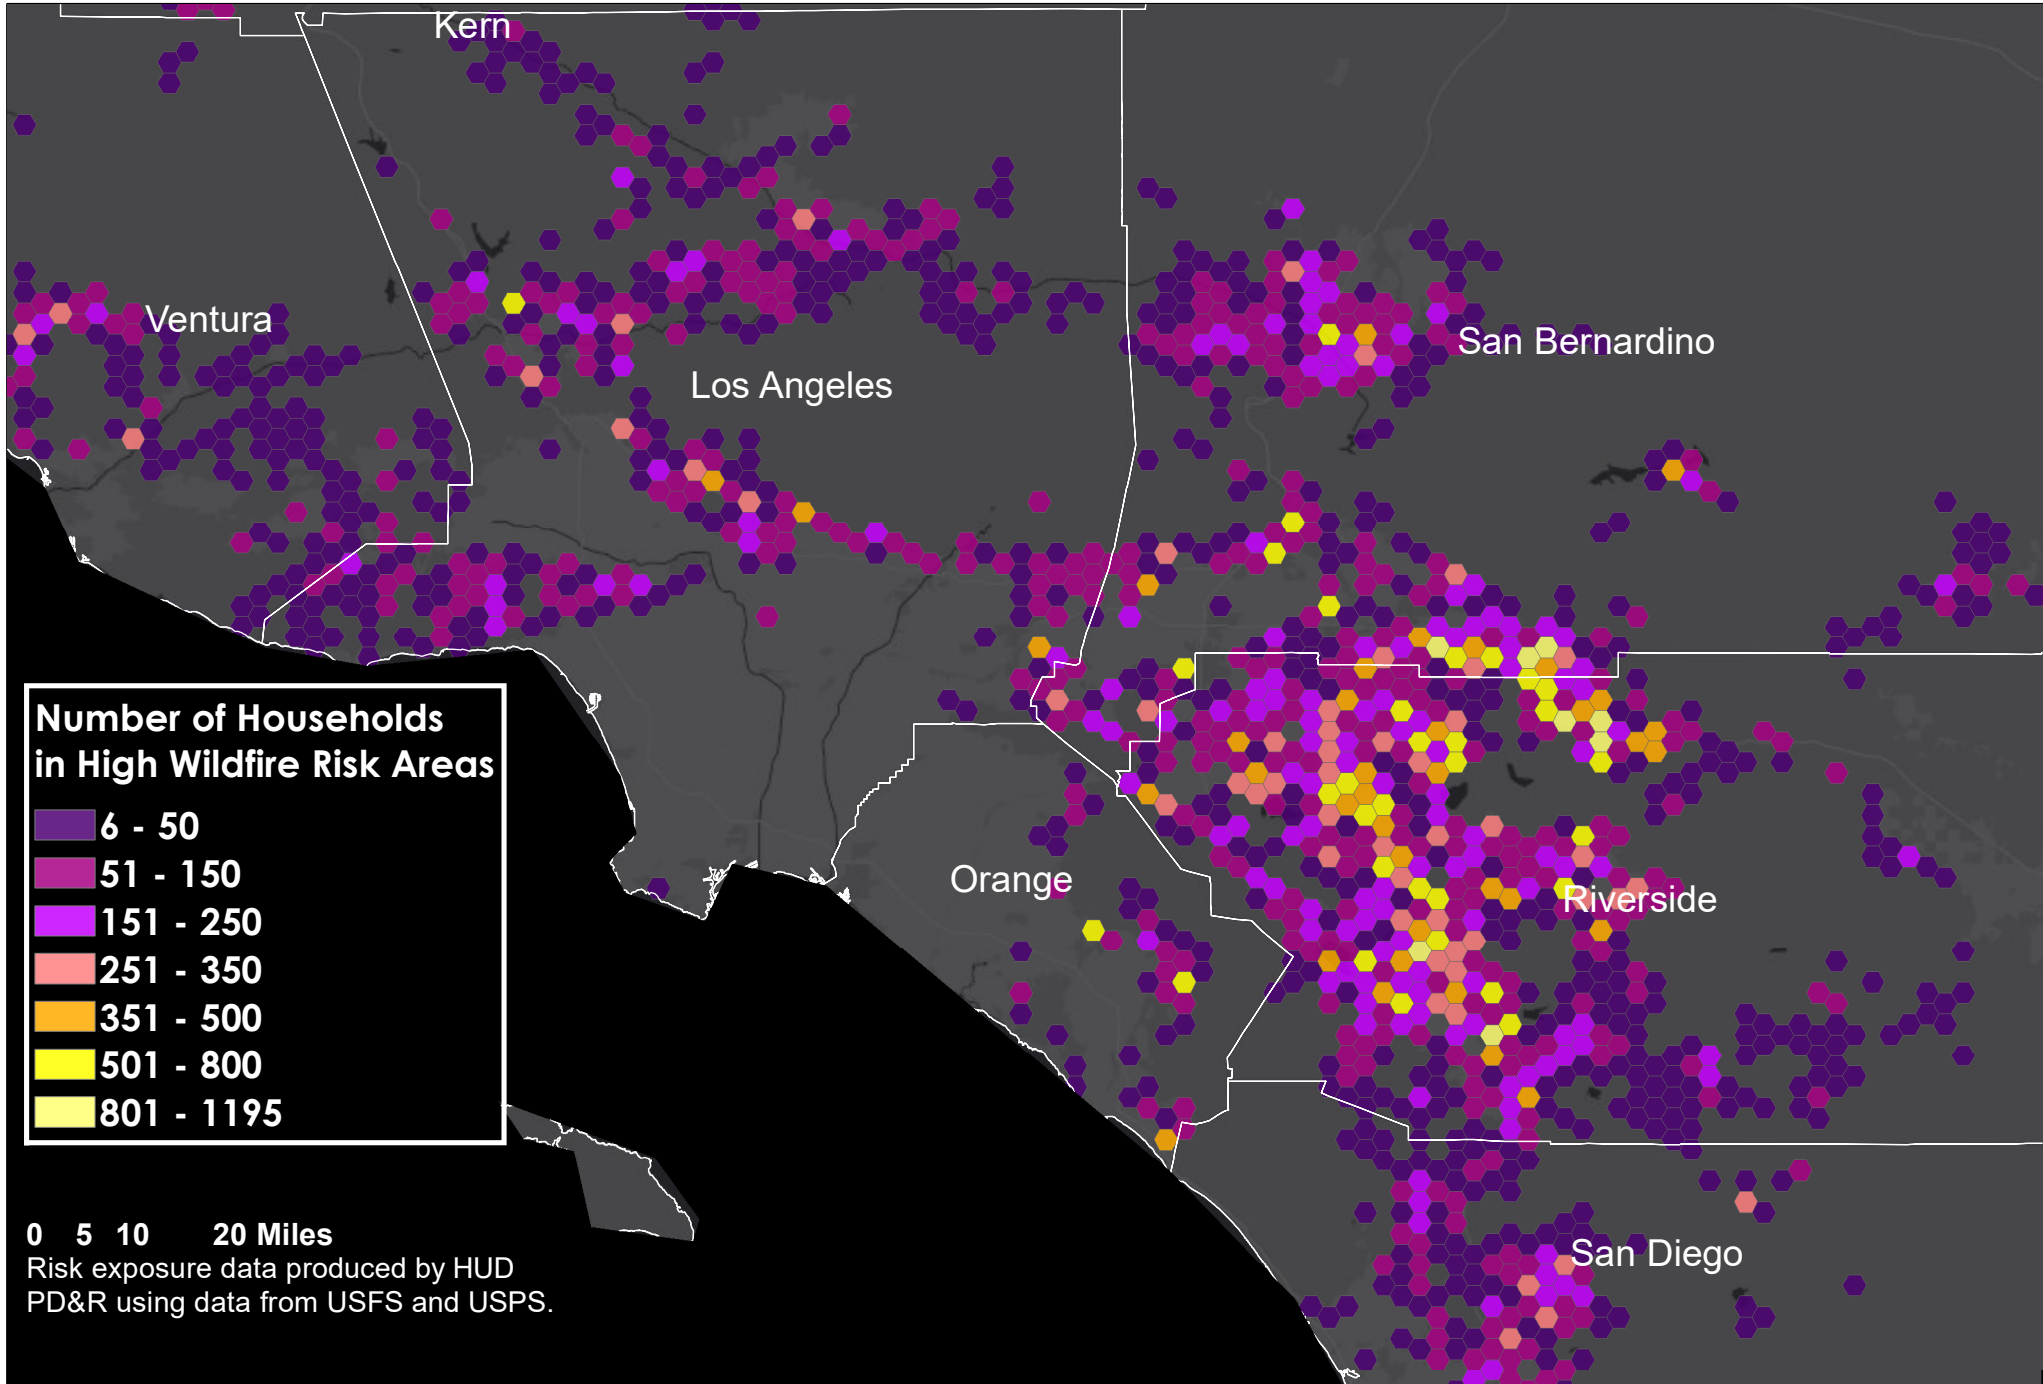 Kern
Ventura
San Bernardino
Los Angeles
Number of Households
in High Wildfire Risk Areas
6 - 50
51 - 150
151 - 250
251 - 350
351 - 500
501 - 800
801 - 1195
Orange
Riverside
San Diego
0 5 10 20 Miles
Risk exposure data produced by HUD
PD&R using data from USFS and USPS.